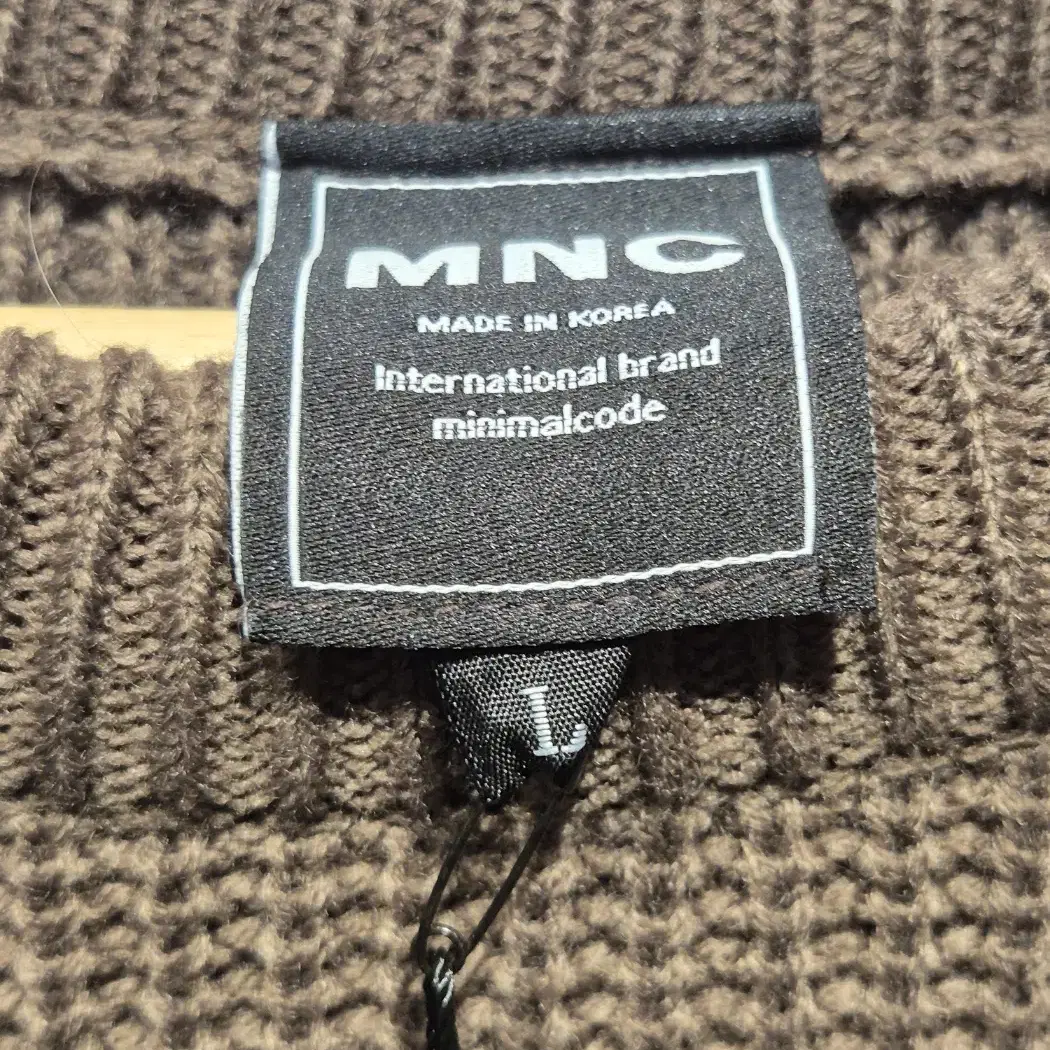 MNC
MADE IN KOREA
International brand
minimalcode
L